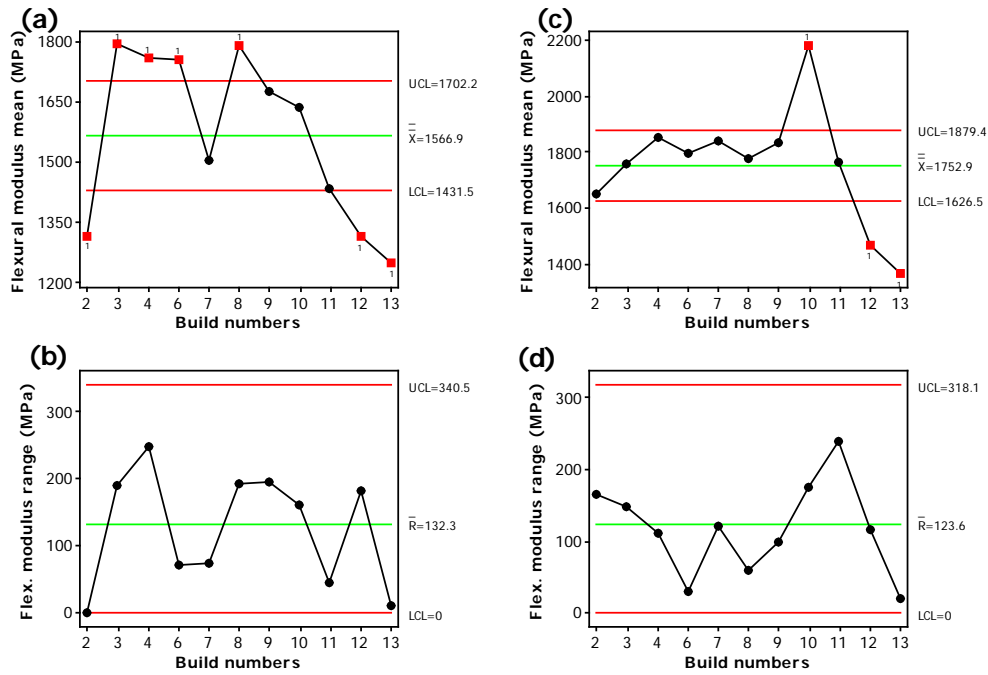 (a)
Flexural modulus mean (MPa)
1800
1650
1500
1350
1200
1
1
1
1
1
1
1
UCL=1702.2
X=1566.9
LCL=1431.5
2 3 4 6 7 8 9 10 11 12 13
Build numbers
(c)
Flexural modulus mean (MPa)
2200
2000
1800
1600
1400
1
1
1
UCL=1879.4
X=1752.9
LCL=1626.5
2 3 4 6 7 8 9 10 11 12 13
Build numbers
(b)
Flex. modulus range (MPa)
300
200
100
0
UCL=340.5
R=132.3
LCL=0
2 3 4 6 7 8 9 10 11 12 13
Build numbers
(d)
Flex. modulus range (MPa)
300
200
100
0
UCL=318.1
R=123.6
LCL=0
2 3 4 6 7 8 9 10 11 12 13
Build numbers